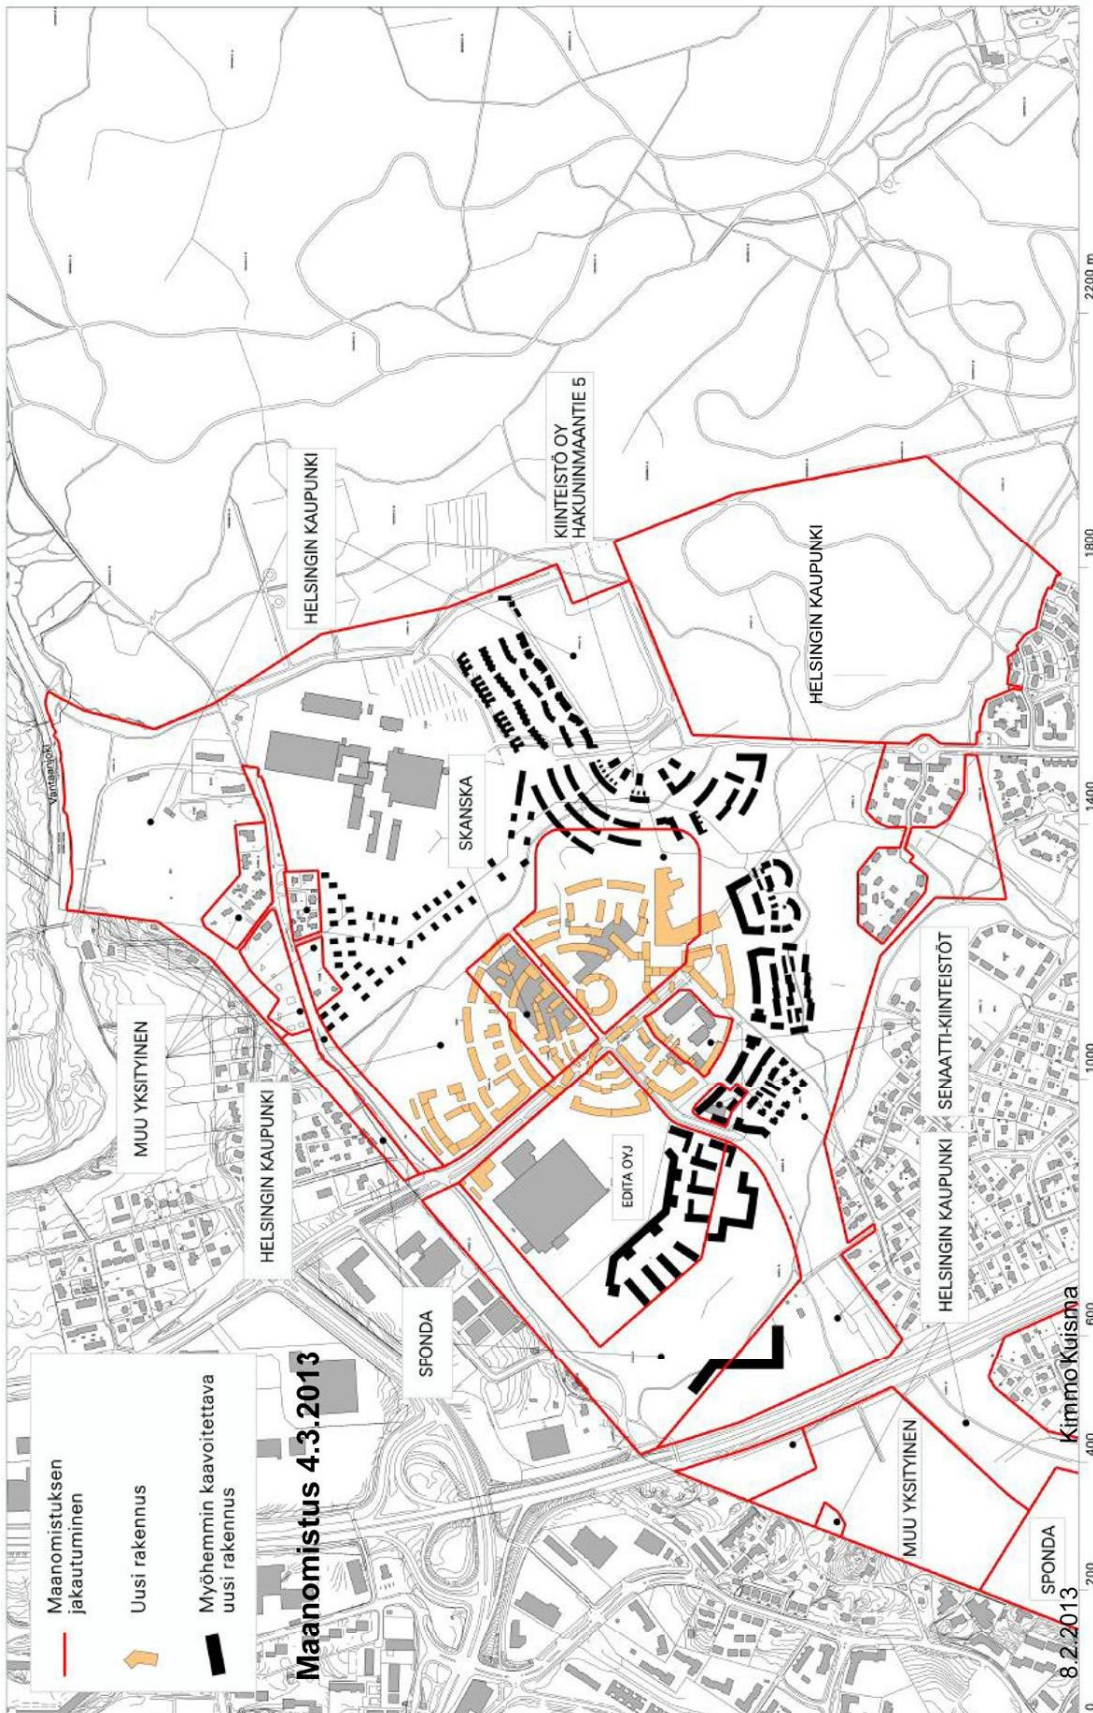 Maanomistuksen
jakautuminen
Uusi rakennus
Myöhemmin kaavoitettava
uusi rakennus
Maanomistus 4.3.2013
Vantaanjoki
MUU YKSITYINEN
HELSINGIN KAUPUNKI
HELSINGIN KAUPUNKI
SKANSKA
KIINTEISTÖ OY
HAKUNINMAANTIE 5
SPONDA
EDITA OYJ
HELSINGIN KAUPUNKI
SENAATTI-KIINTEISTÖT
HELSINGIN KAUPUNKI
MUU YKSITYINEN
SPONDA
8.2.2013
Kimmo Kuisma
0
200
400
600
1000
1400
1800
2200 m